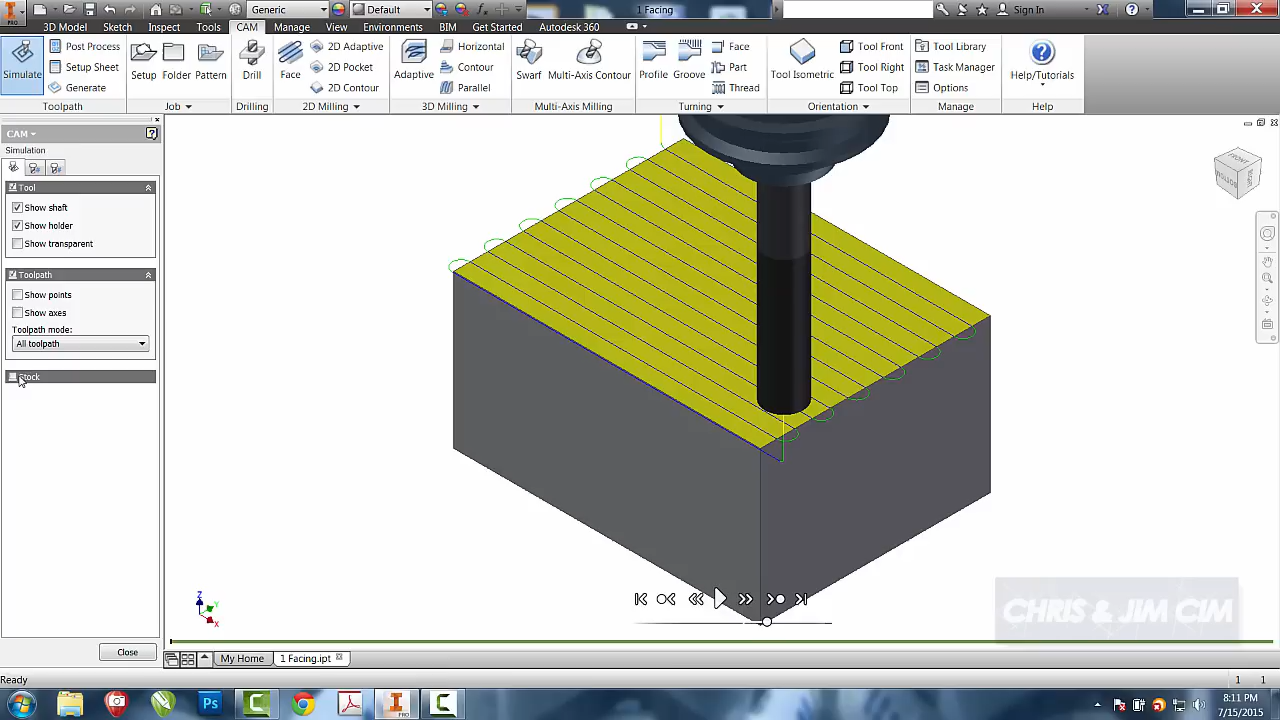 PRO
Generic
Default
1 Facing
Sign In
3D Model
Sketch
Inspect
Tools
CAM
Manage
View
Environments
BIM
Get Started
Autodesk 360
Simulate
Post Process
Setup Sheet
Generate
Toolpath
Setup
Folder
Job
Drill
Drilling
Face
2D Adaptive
2D Pocket
2D Contour
2D Milling
Adaptive
Horizontal
Contour
Parallel
3D Milling
Swarf
Multi-Axis Contour
Multi-Axis Milling
Profile
Groove
Face
Part
Thread
Turning
Tool Isometric
Tool Front
Tool Right
Tool Top
Orientation
Tool Library
Task Manager
Options
Manage
Help/Tutorials
Help
CAM
Simulation
Tool
Show shaft
Show holder
Show transparent
Toolpath
Show points
Show axes
Toolpath mode:
All toolpath
Stock
Close
FRONT
BOTTOM
Z
Y
X
CHRIS & JIM CIM
My Home
1 Facing.ipt
Ready
1
1
Ps
PRO
8:11 PM
7/15/2015